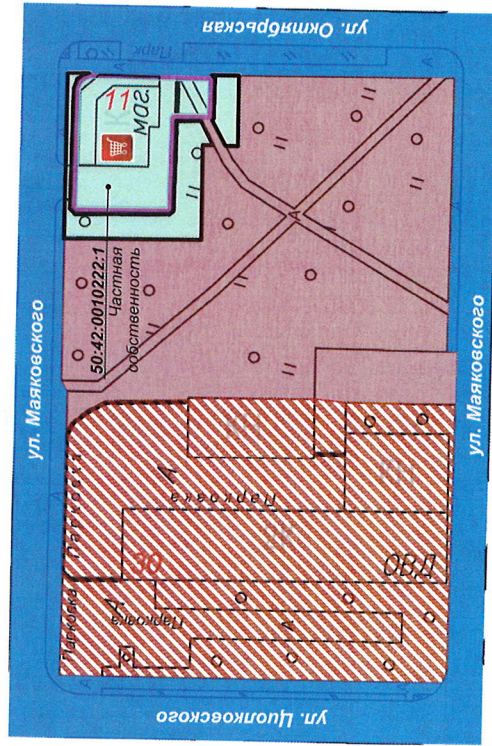 ул. Маяковского
ул. Октябрьская
Парк
А
11
маг.
50:42:0010222:1
Частная
собственность
А
Парковка
Парковка
А
Парковка
30
А
Парковка
ОВД
А
ул. Циолковского
ул. Маяковского